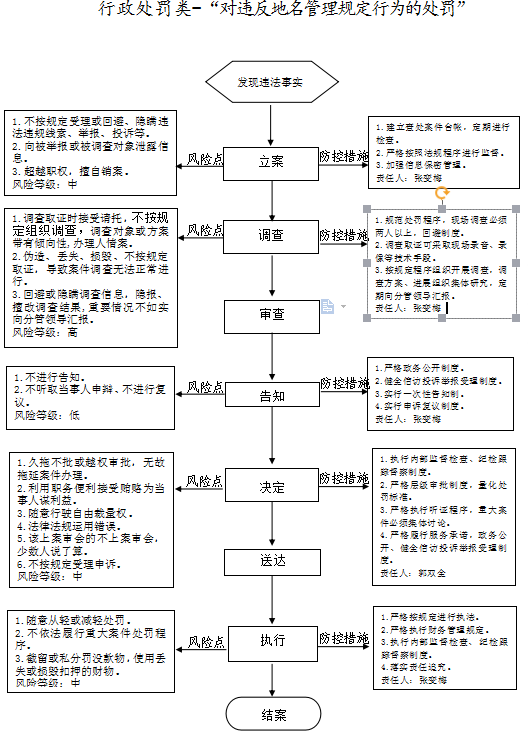 行政处罚类-“对违反地名管理规定行为的处罚”
发现违法事实
1.不按规定受理或回避、隐瞒违
法违规线索、举报、投诉等。
2.向被举报或被调查对象泄露信
息。
3.超越职权，擅自销案。
风险等级：中
风险点
立案
防控措施
1.建立查处案件台帐，定期进行
检查。
2.严格按照法规程序进行监督。
3.加强信息保密管理。
责任人：张变梅
1.调查取证时接受请托，不按规
定组织调查，调查对象或方案
带有倾向性,办理人情案。
2.伪造、丢失、损毁、不按规定
取证，导致案件调查无法正常进
行。
3.回避或隐瞒调查信息，隐报、
擅改调查结果,重要情况不如实
向分管领导汇报。
风险等级：高
风险点
调查
防控措施
1.规范处罚程序，现场调查必须
两人以上，回避制度。
2.调查取证可采取现场录音、录
像等技术手段。
3.按规定程序组织开展调查，调
查方案、进展组织集体研究，定
期向分管领导汇报。
责任人：张变梅
审查
1.不进行告知。
2.不听取当事人申辩、不进行复
议。
风险等级：低
风险点
告知
防控措施
1.严格政务公开制度。
2.健全信访投诉举报受理制度。
3.实行一次性告知制。
4.实行申诉复议制度。
责任人：张变梅
1.久拖不批或越权审批，无故
拖延案件办理。
2.利用职务便利接受贿赂为当
事人谋利益。
3.随意行驶自由裁量权。
4.法律法规运用错误。
5.该上案审会的不上案审会，
少数人说了算。
6.不按规定受理申诉。
风险等级：中
风险点
决定
防控措施
1.执行内部监督检查、纪检跟
踪督察制度。
2.严格层级审批制度，量化处
罚标准。
3.严格执行听证程序，重大案
件必须集体讨论。
4.严格履行服务承诺，政务公
开、健全信访投诉举报受理制
度。
责任人：郭双全
送达
1.随意从轻或减轻处罚。
2.不依法履行重大案件处罚程
序。
3.截留或私分罚没款物，使用丢
失或损毁扣押的财物。
风险等级：中
风险点
执行
防控措施
1.严格按规定进行执法。
2.严格执行财务管理规定。
3.执行内部监督检查、纪检跟
踪督察制度。
4.落实责任追究。
责任人：张变梅
结案